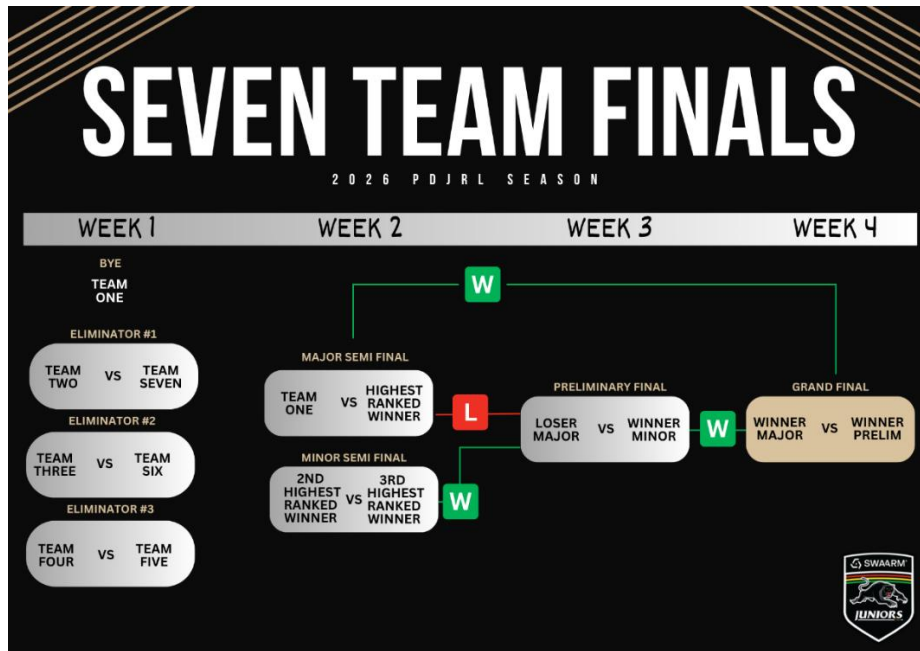 SEVEN TEAM FINALS
2026 PDJRL SEASON
WEEK 1
WEEK 2
WEEK 3
WEEK 4
BYE
TEAM
ONE
ELIMINATOR #1
TEAM
TWO
VS
TEAM
SEVEN
ELIMINATOR #2
TEAM
THREE
VS
TEAM
SIX
ELIMINATOR #3
TEAM
FOUR
VS
TEAM
FIVE
W
MAJOR SEMI FINAL
TEAM
ONE
VS
HIGHEST
RANKED
WINNER
L
MINOR SEMI FINAL
2ND
HIGHEST
RANKED
WINNER
VS
3RD
HIGHEST
RANKED
WINNER
W
PRELIMINARY FINAL
LOSER
MAJOR
VS
WINNER
MINOR
W
GRAND FINAL
WINNER
MAJOR
VS
WINNER
PRELIM
SWAARM
JUNIORS